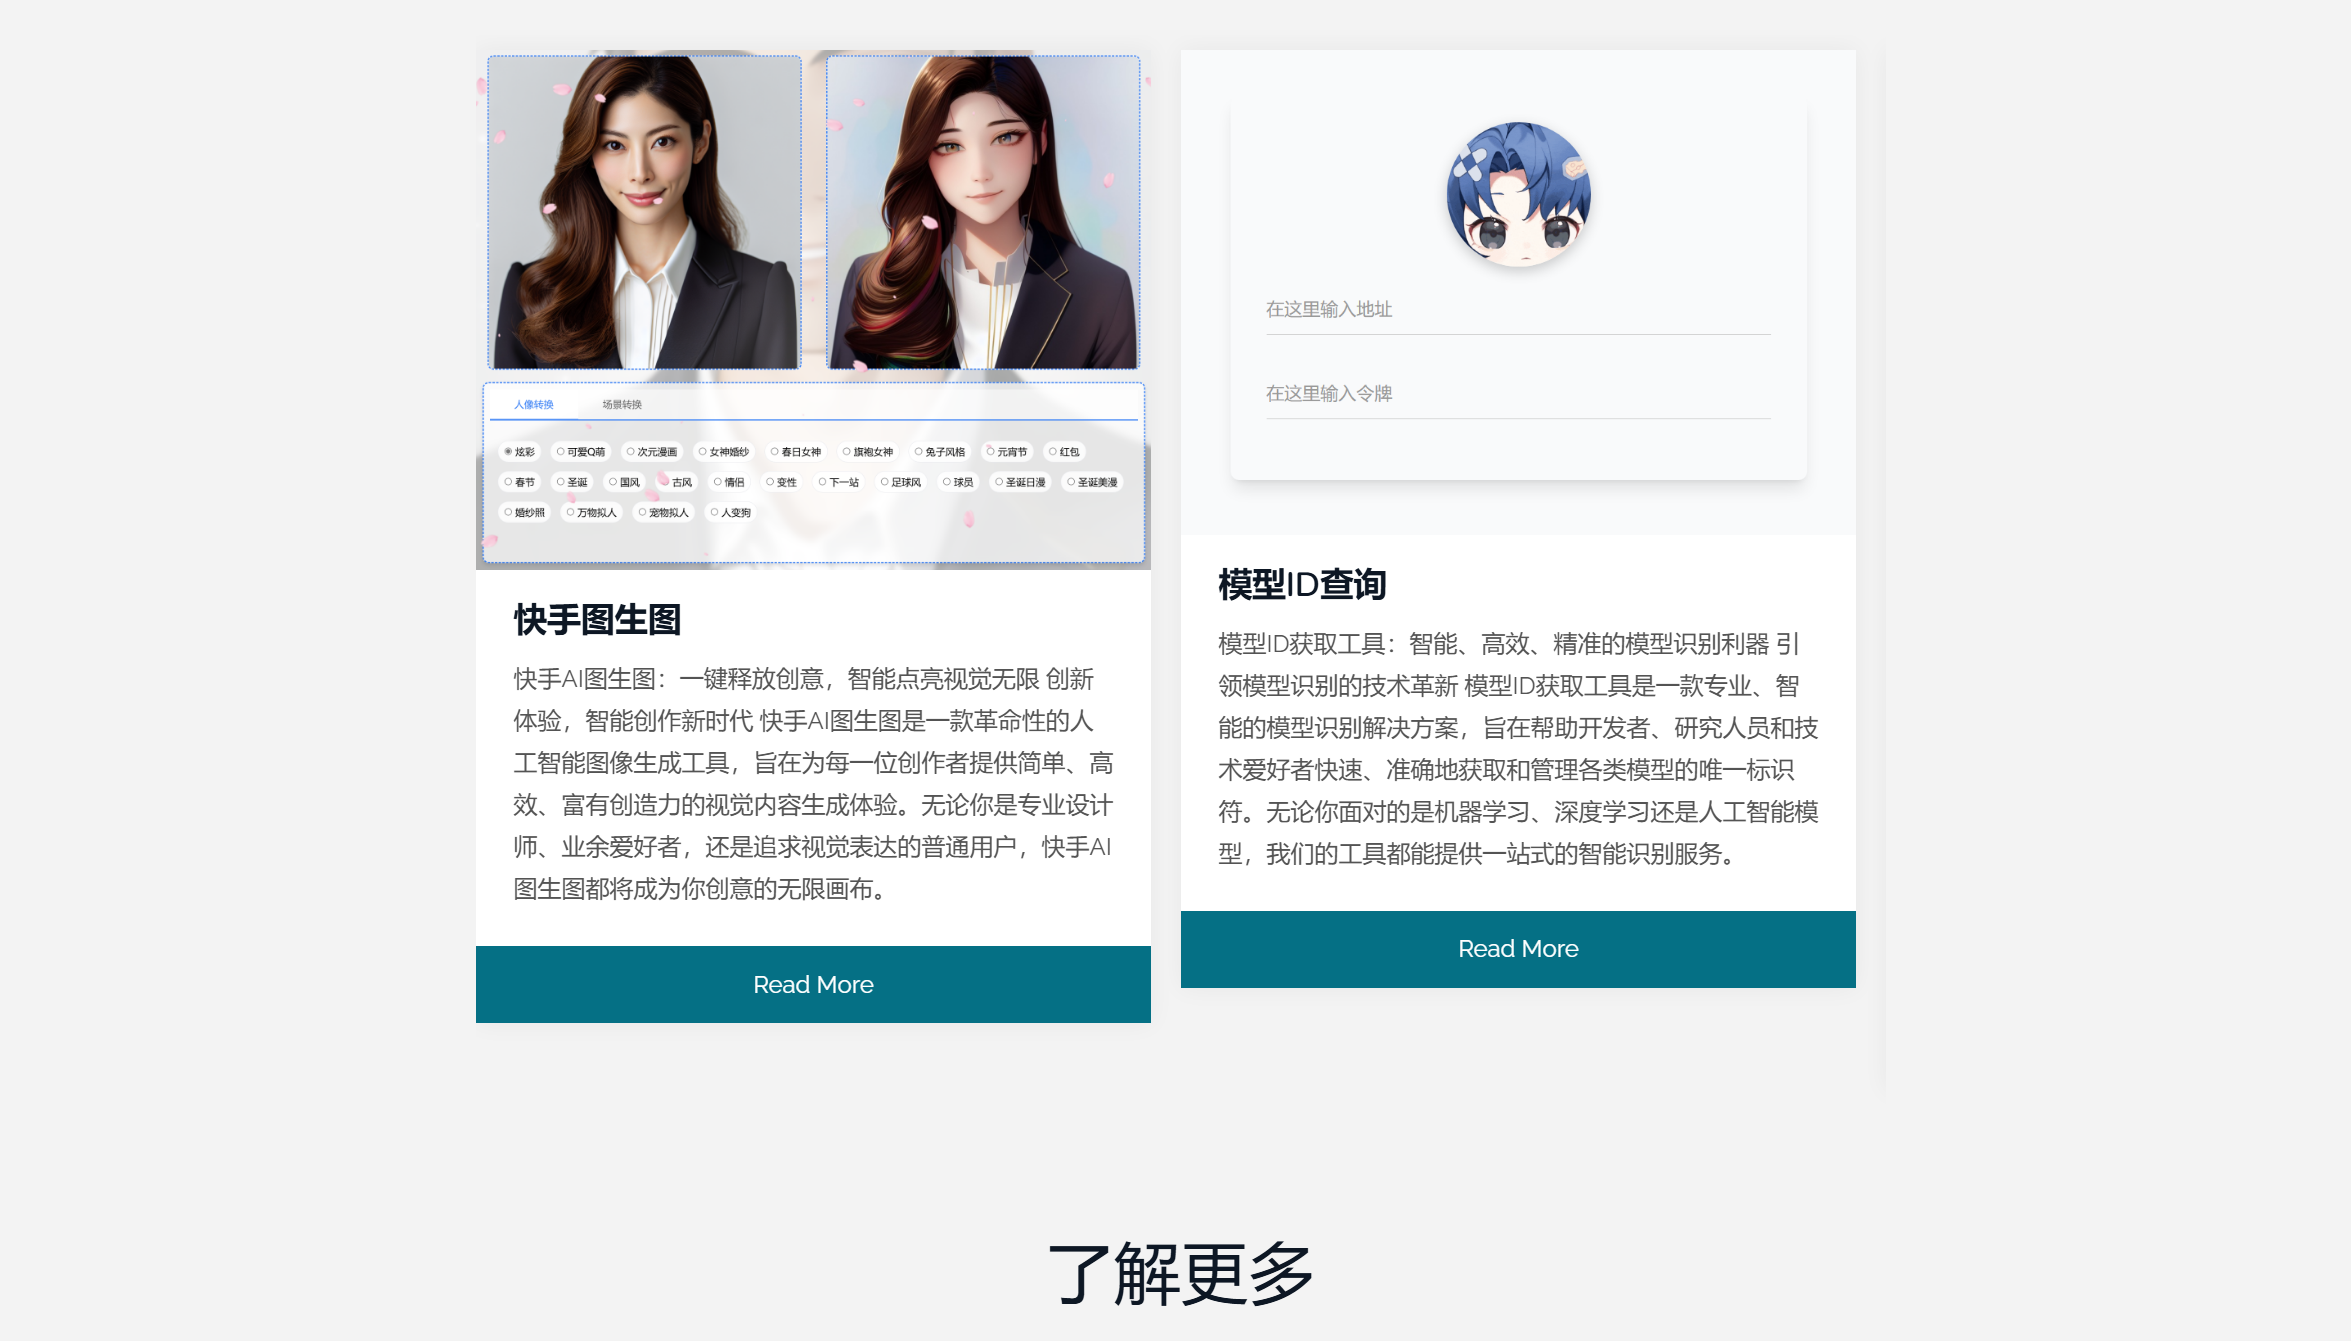 人像转换 场景转换
炫彩 可爱Q萌 次元漫画 女神婚纱 春日女神 旗袍女神 兔子风格 元宵节 红包
春节 圣诞 国风 古风 情侣 变性 下一站 足球风 球员 圣诞日漫 圣诞美漫
婚纱照 万物拟人 宠物拟人 人变狗
快手图生图
快手AI图生图：一键释放创意，智能点亮视觉无限 创新
体验，智能创作新时代 快手AI图生图是一款革命性的人
工智能图像生成工具，旨在为每一位创作者提供简单、高
效、富有创造力的视觉内容生成体验。无论你是专业设计
师、业余爱好者，还是追求视觉表达的普通用户，快手AI
图生图都将成为你创意的无限画布。
Read More
在这里输入地址
在这里输入令牌
模型ID查询
模型ID获取工具：智能、高效、精准的模型识别利器 引
领模型识别的技术革新 模型ID获取工具是一款专业、智
能的模型识别解决方案，旨在帮助开发者、研究人员和技
术爱好者快速、准确地获取和管理各类模型的唯一标识
符。无论你面对的是机器学习、深度学习还是人工智能模
型，我们的工具都能提供一站式的智能识别服务。
Read More
了解更多